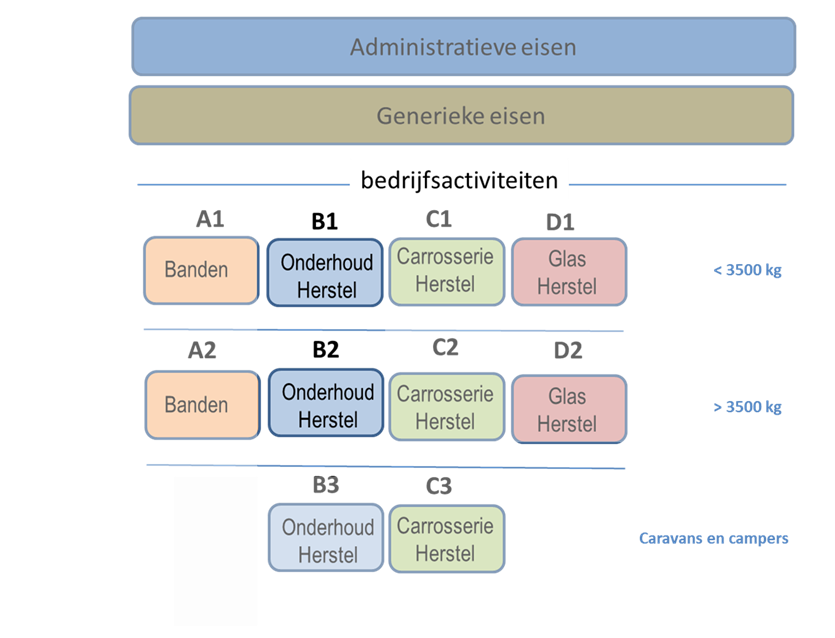 Administratieve eisen
Generieke eisen
bedrijfsactiviteiten
A1 B1 C1 D1
Banden
Onderhoud
Herstel
Carrosserie
Herstel
Glas
Herstel
< 3500 kg
A2 B2 C2 D2
Banden
Onderhoud
Herstel
Carrosserie
Herstel
Glas
Herstel
> 3500 kg
B3 C3
Onderhoud
Herstel
Carrosserie
Herstel
Caravans en campers